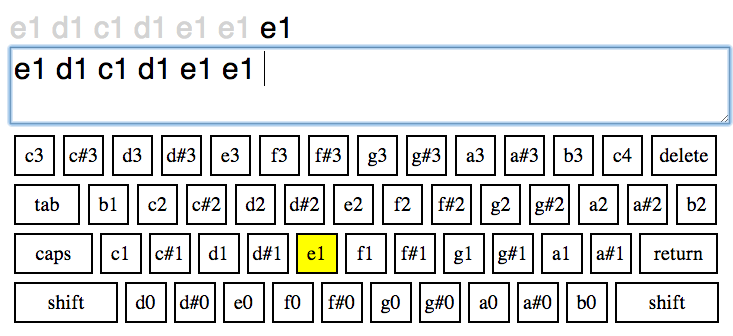 e1 d1 c1 d1 e1 e1 e1
e1 d1 c1 d1 e1 e1
c3 c#3 d3 d#3 e3 f3 f#3 g3 g#3 a3 a#3 b3 c4 delete
tab b1 c2 c#2 d2 d#2 e2 f2 f#2 g2 g#2 a2 a#2 b2
caps c1 c#1 d1 d#1 e1 f1 f#1 g1 g#1 a1 a#1 return
shift d0 d#0 e0 f0 f#0 g0 g#0 a0 a#0 b0 shift